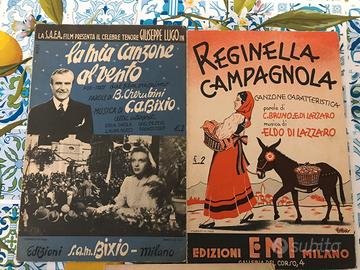 LA S.A.F.A. FILM PRESENTA IL CELEBRE TENORE GIUSEPPE LUGO IN
la mia canzone
al vento
PAROLE DI B. Cherubini
MUSICA DI C.A. BIXIO
Edizioni S.A.M. BIXIO - Milano
REGINELLA
CAMPAGNOLA
CANZONE CARATTERISTICA
parole di
C. BRUNO E E. DI LAZZARO
musica di
ELDO DI LAZZARO
£. 2
EDIZIONI EMI MILANO
GALLERIA DEL CORSO, 4
subito